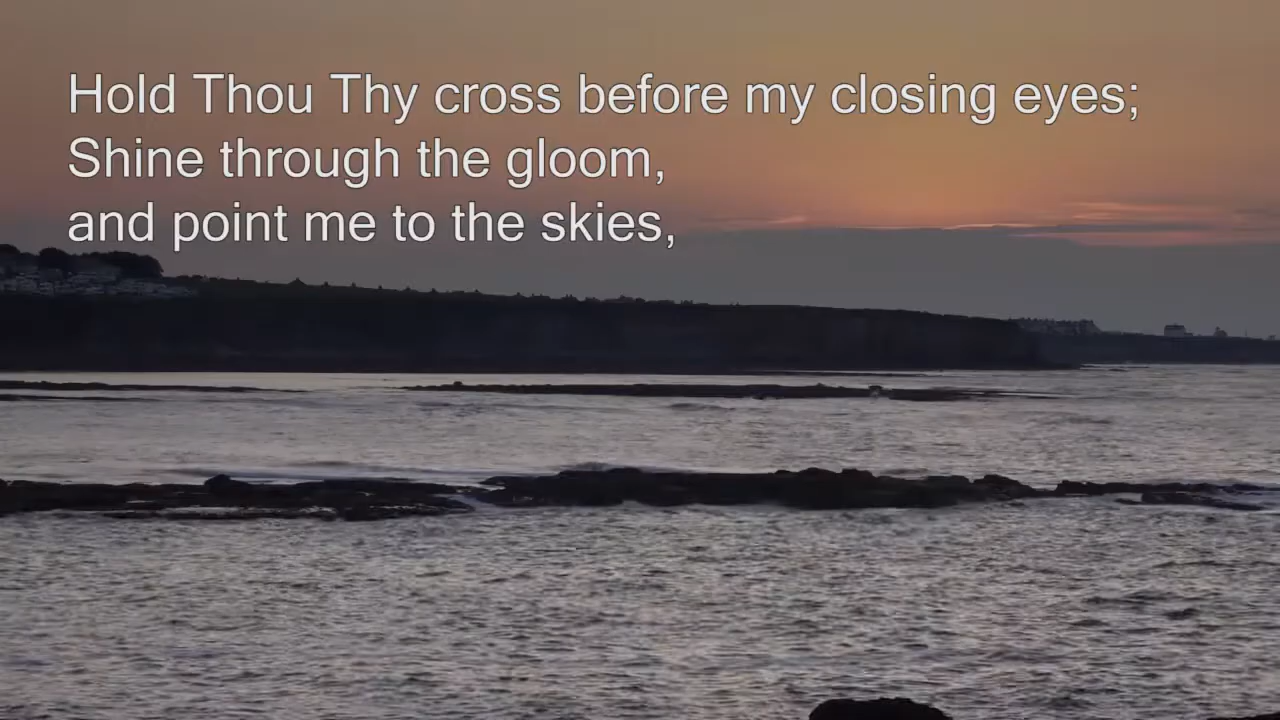 Hold Thou Thy cross before my closing eyes;
Shine through the gloom,
and point me to the skies,